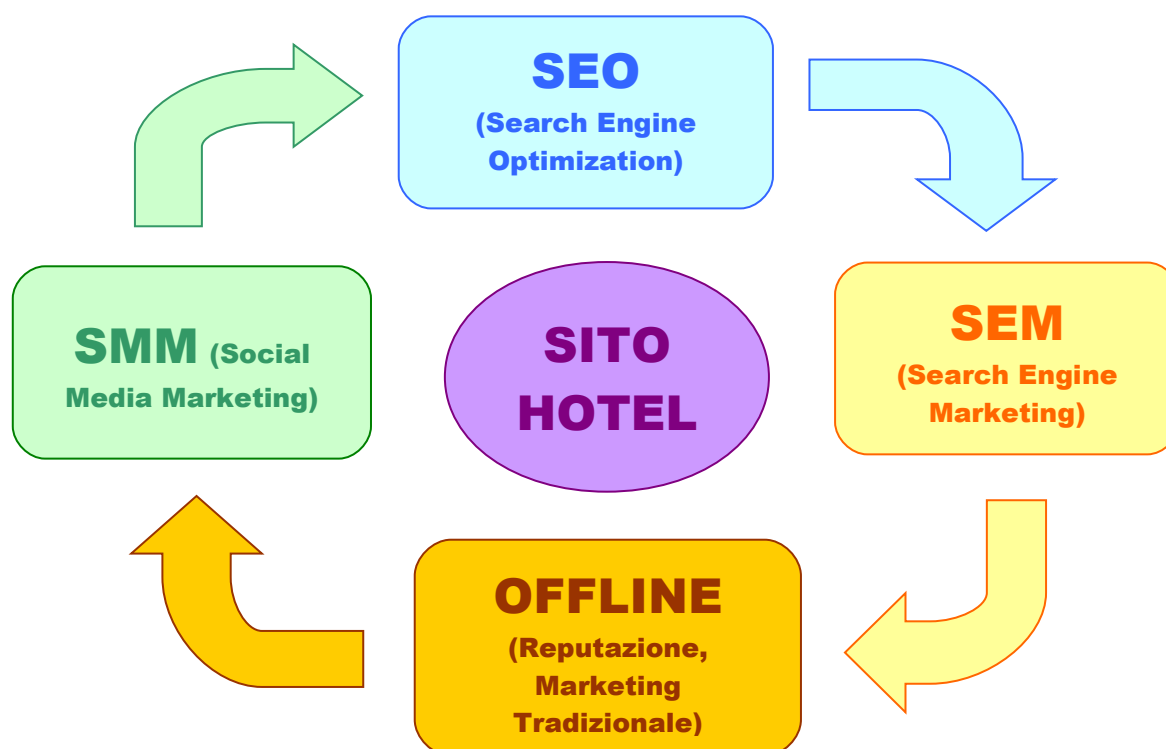 SEO
(Search Engine
Optimization)
SMM (Social
Media Marketing)
SITO
HOTEL
SEM
(Search Engine
Marketing)
OFFLINE
(Reputazione,
Marketing
Tradizionale)